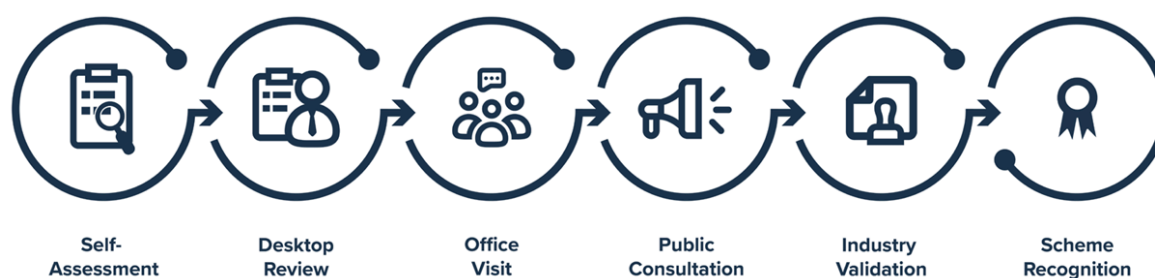 Self-
Assessment
Desktop
Review
Office
Visit
Public
Consultation
Industry
Validation
Scheme
Recognition